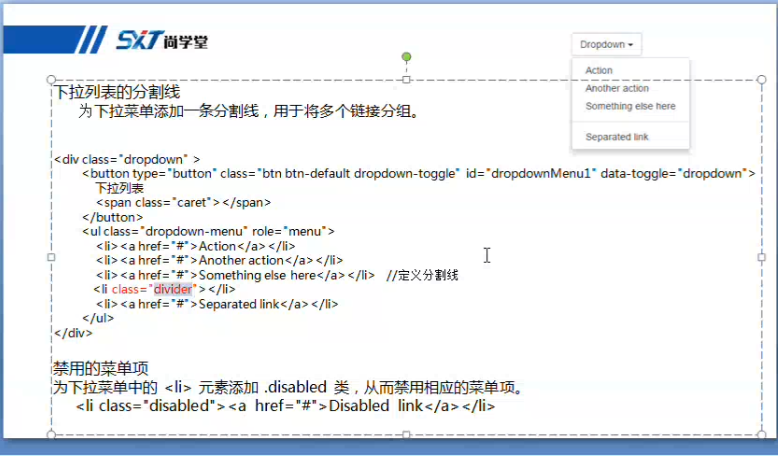 SXT尚学堂
Dropdown
Action
Another action
Something else here
Separated link
下拉列表的分割线
为下拉菜单添加一条分割线，用于将多个链接分组。
<div class="dropdown" >
<button type="button" class="btn btn-default dropdown-toggle" id="dropdownMenu1" data-toggle="dropdown">
下拉列表
<span class="caret"></span>
</button>
<ul class="dropdown-menu" role="menu">
<li><a href="#">Action</a></li>
<li><a href="#">Another action</a></li>
<li><a href="#">Something else here</a></li> //定义分割线
<li class="divider"></li>
<li><a href="#">Separated link</a></li>
</ul>
</div>
禁用的菜单项
为下拉菜单中的 <li> 元素添加 .disabled 类，从而禁用相应的菜单项。
<li class="disabled"><a href="#">Disabled link</a></li>